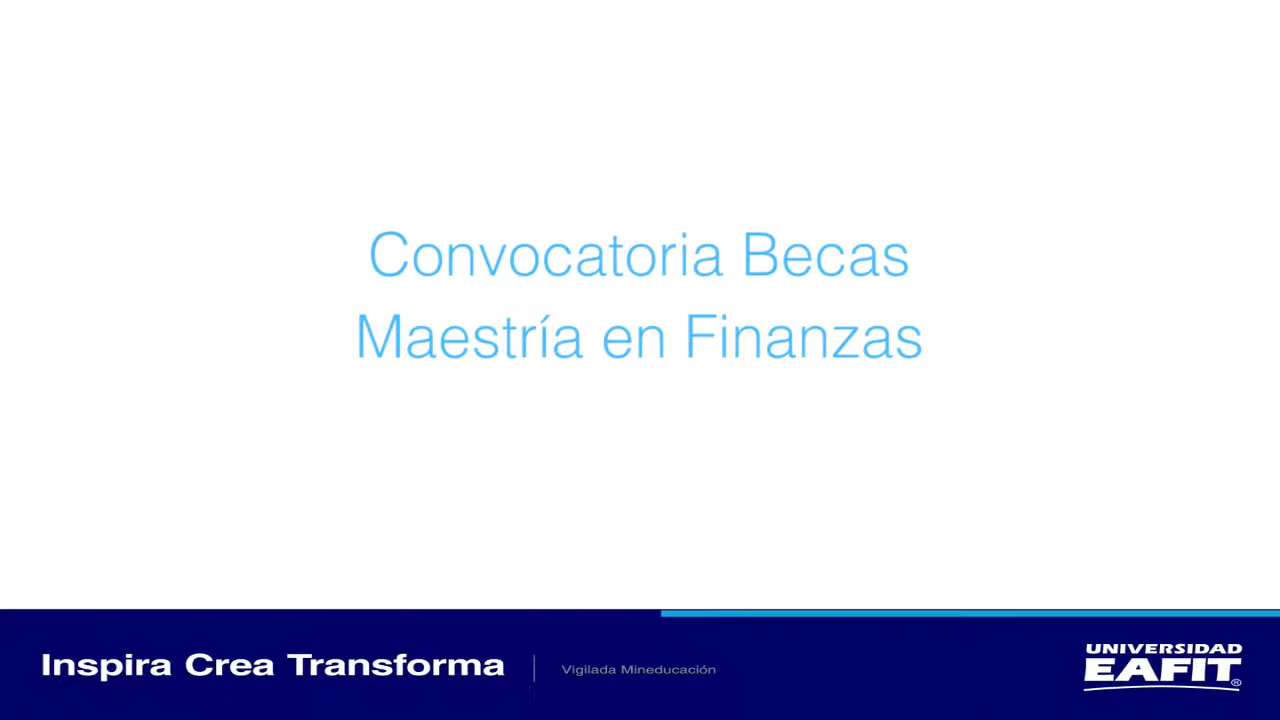 Convocatoria Becas
Maestría en Finanzas
Inspira Crea Transforma
Vigilada Mineducación
UNIVERSIDAD
EAFIT®